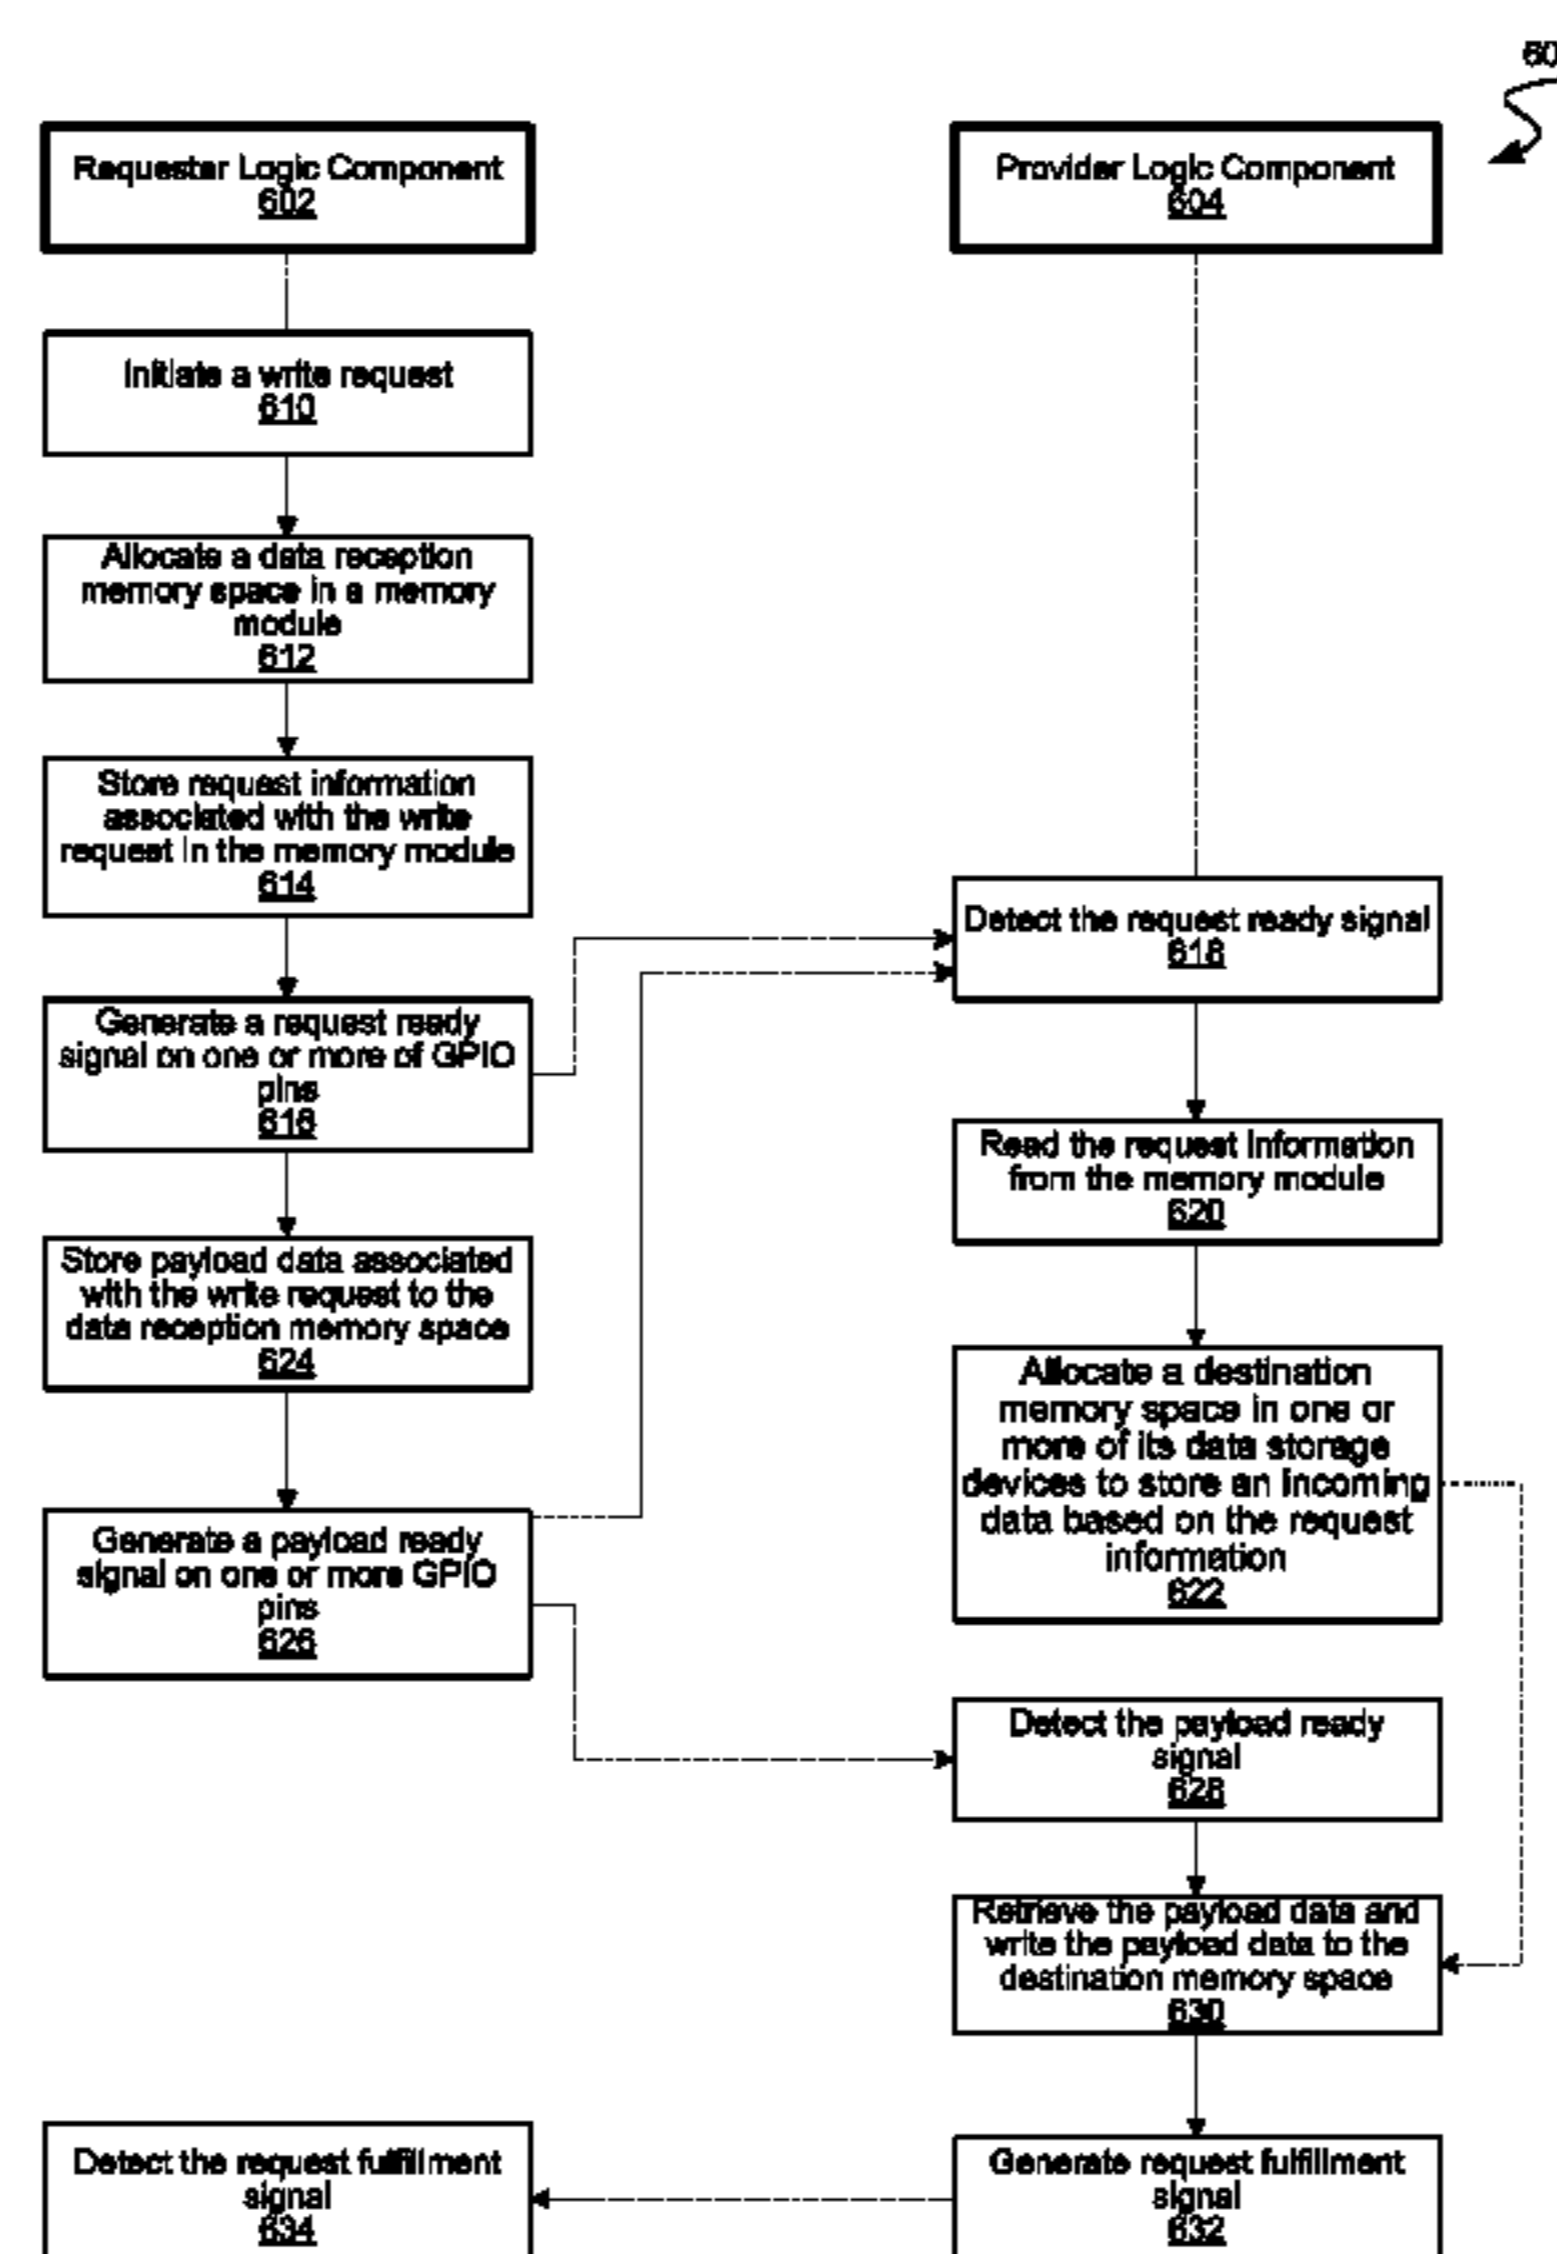 60
Requester Logic Component
602
Provider Logic Component
604
Initiate a write request
610
Allocate a data reception
memory space in a memory
module
612
Store request information
associated with the write
request in the memory module
614
Detect the request ready signal
618
Generate a request ready
signal on one or more of GPIO
pins
616
Read the request information
from the memory module
620
Store payload data associated
with the write request to the
data reception memory space
624
Allocate a destination
memory space in one or
more of its data storage
devices to store an incoming
data based on the request
information
622
Generate a payload ready
signal on one or more GPIO
pins
626
Detect the payload ready
signal
628
Retrieve the payload data and
write the payload data to the
destination memory space
630
Detect the request fulfillment
signal
634
Generate request fulfillment
signal
632